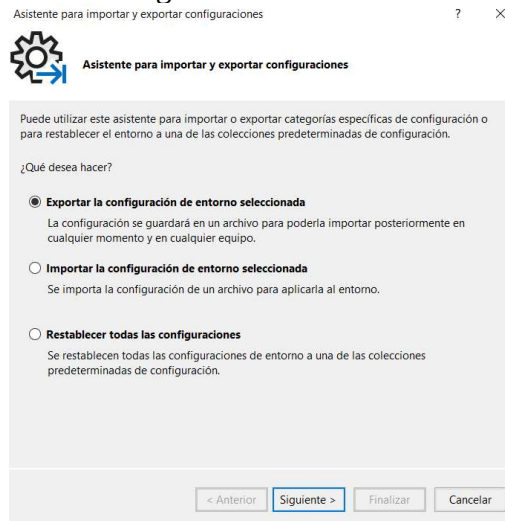 Asistente para importar y exportar configuraciones
Asistente para importar y exportar configuraciones
Puede utilizar este asistente para importar o exportar categorías específicas de configuración o
para restablecer el entorno a una de las colecciones predeterminadas de configuración.
¿Qué desea hacer?
Exportar la configuración de entorno seleccionada
La configuración se guardará en un archivo para poderla importar posteriormente en
cualquier momento y en cualquier equipo.
Importar la configuración de entorno seleccionada
Se importa la configuración de un archivo para aplicarla al entorno.
Restablecer todas las configuraciones
Se restablecen todas las configuraciones de entorno a una de las colecciones
predeterminadas de configuración.
< Anterior Siguiente > Finalizar Cancelar